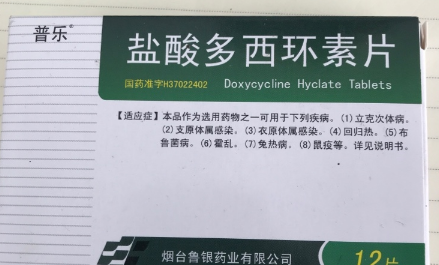 普乐®
盐酸多西环素片
国药准字H37022402 Doxycycline Hyclate Tablets
【适应症】本品作为选用药物之一可用于下列疾病。(1)立克次体病。
(2)支原体属感染。(3)衣原体属感染。(4)回归热。(5)布
鲁菌病。(6)霍乱。(7)兔热病。(8)鼠疫等。详见说明书。
烟台鲁银药业有限公司
12片